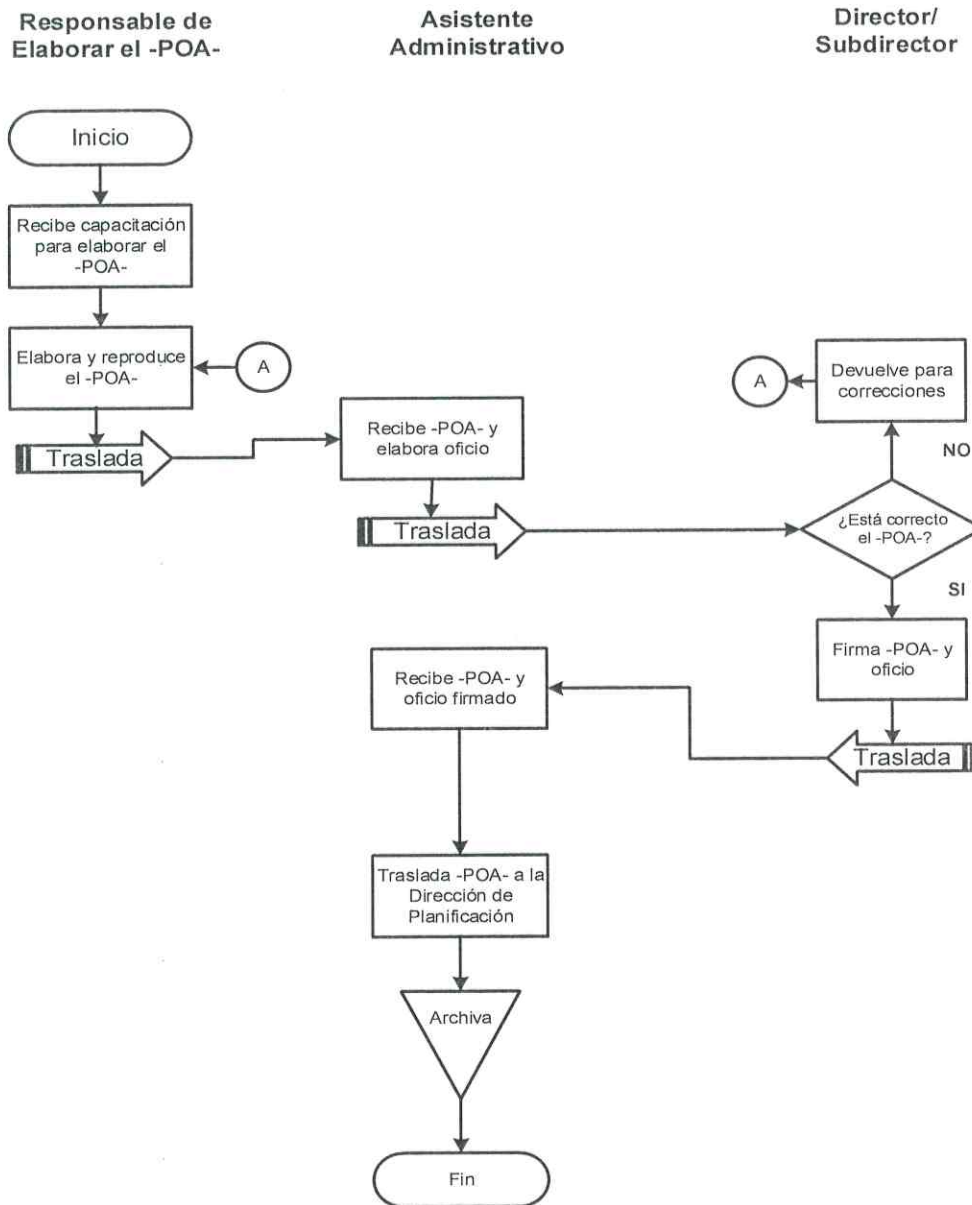 Responsable de
Elaborar el -POA-
Asistente
Administrativo
Director/
Subdirector
Inicio
Recibe capacitación
para elaborar el
-POA-
Elabora y reproduce
el -POA-
A
Traslada
Recibe -POA- y
elabora oficio
Traslada
A
Devuelve para
correcciones
NO
¿Está correcto
el -POA-?
SI
Firma -POA- y
oficio
Traslada
Recibe -POA- y
oficio firmado
Traslada -POA- a la
Dirección de
Planificación
Archiva
Fin